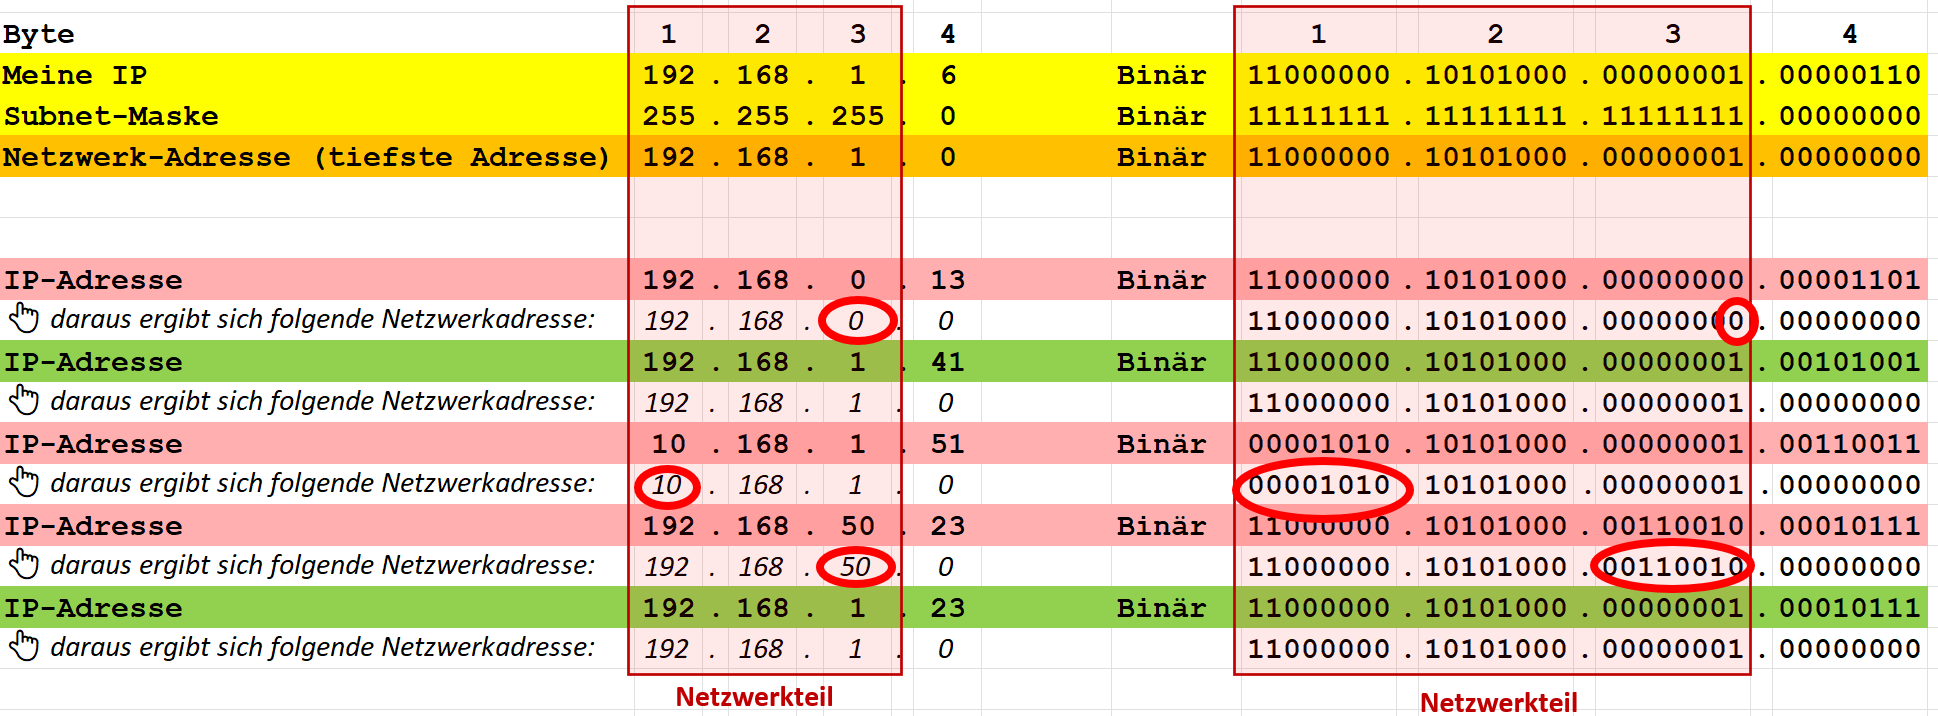 Byte 1 2 3 4 1 2 3 4
Meine IP 192 . 168 . 1 . 6 Binär 11000000 . 10101000 . 00000001 . 00000110
Subnet-Maske 255 . 255 . 255 . 0 Binär 11111111 . 11111111 . 11111111 . 00000000
Netzwerk-Adresse (tiefste Adresse) 192 . 168 . 1 . 0 Binär 11000000 . 10101000 . 00000001 . 00000000
IP-Adresse 192 . 168 . 0 . 13 Binär 11000000 . 10101000 . 00000000 . 00001101
daraus ergibt sich folgende Netzwerkadresse: 192 . 168 . 0 . 0 11000000 . 10101000 . 00000000 . 00000000
IP-Adresse 192 . 168 . 1 . 41 Binär 11000000 . 10101000 . 00000001 . 00101001
daraus ergibt sich folgende Netzwerkadresse: 192 . 168 . 1 . 0 11000000 . 10101000 . 00000001 . 00000000
IP-Adresse 10 . 168 . 1 . 51 Binär 00001010 . 10101000 . 00000001 . 00110011
daraus ergibt sich folgende Netzwerkadresse: 10 . 168 . 1 . 0 00001010 10101000 . 00000001 . 00000000
IP-Adresse 192 . 168 . 50 . 23 Binär 11000000 . 10101000 . 00110010 . 00010111
daraus ergibt sich folgende Netzwerkadresse: 192 . 168 . 50 . 0 11000000 . 10101000 . 00110010 . 00000000
IP-Adresse 192 . 168 . 1 . 23 Binär 11000000 . 10101000 . 00000001 . 00010111
daraus ergibt sich folgende Netzwerkadresse: 192 . 168 . 1 . 0 11000000 . 10101000 . 00000001 . 00000000
Netzwerkteil Netzwerkteil